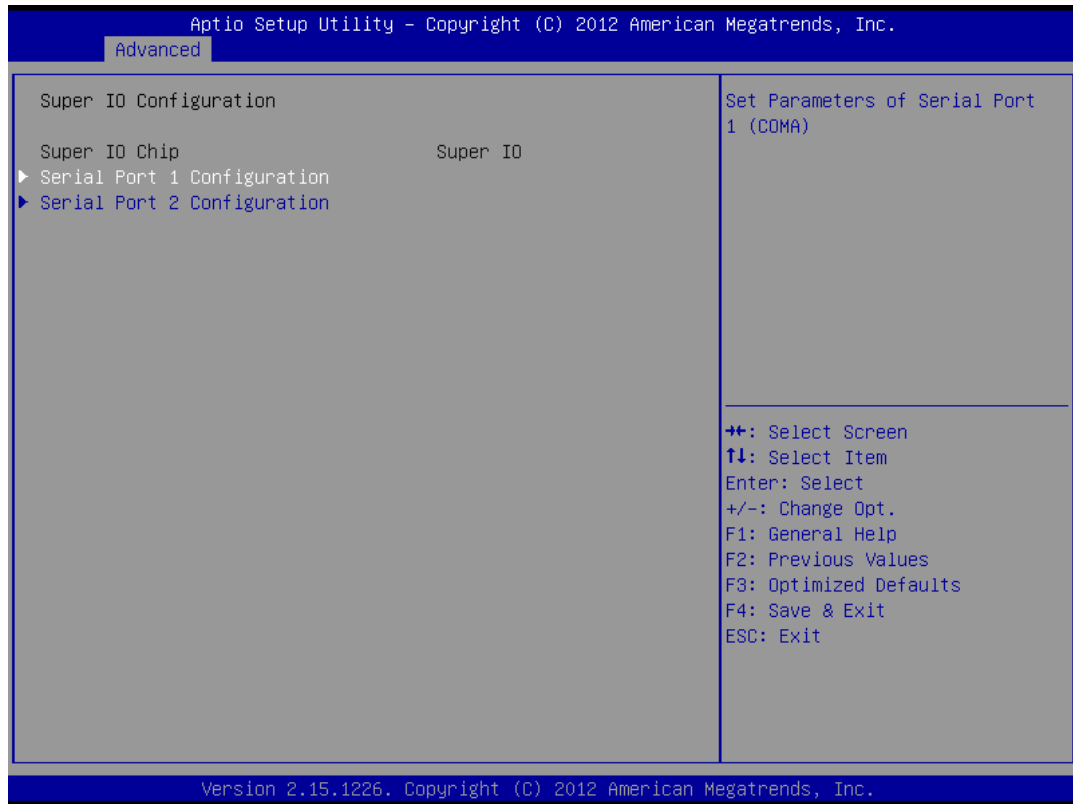 Aptio Setup Utility – Copyright (C) 2012 American Megatrends, Inc.
Advanced
Super IO Configuration
Super IO Chip Super IO
▶ Serial Port 1 Configuration
▶ Serial Port 2 Configuration
Set Parameters of Serial Port
1 (COMA)
→←: Select Screen
↑↓: Select Item
Enter: Select
+/-: Change Opt.
F1: General Help
F2: Previous Values
F3: Optimized Defaults
F4: Save & Exit
ESC: Exit
Version 2.15.1226. Copyright (C) 2012 American Megatrends, Inc.